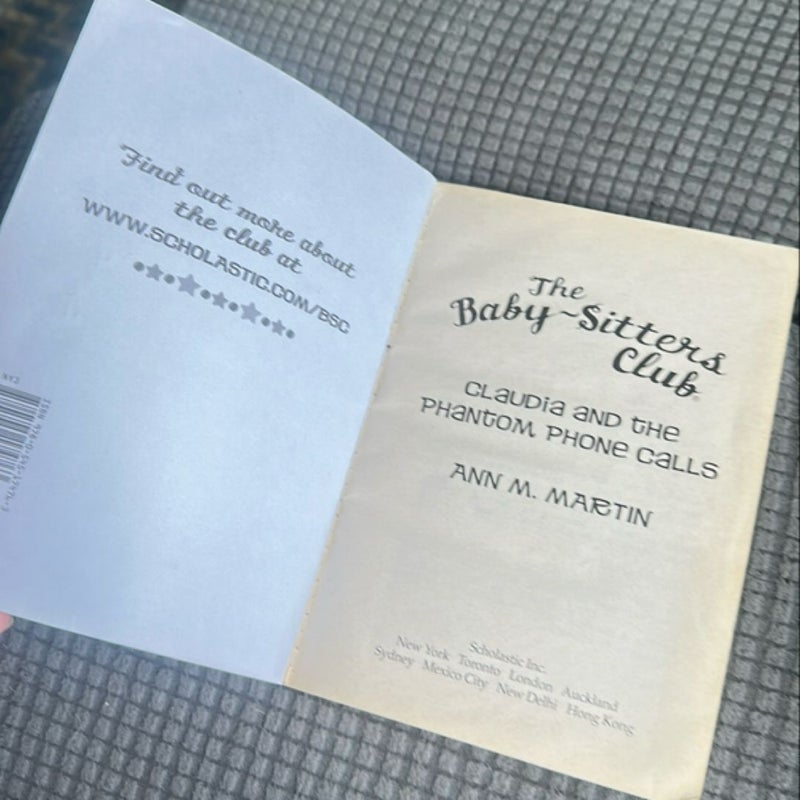 Find out more about
the club at
WWW.SCHOLASTIC.COM/BSC
The
Baby~Sitters
Club
CLAUDIA AND THE
PHANTOM PHONE CALLS
ANN M. MARTIN
Scholastic Inc.
New York Toronto London Auckland
Sydney Mexico City New Delhi Hong Kong